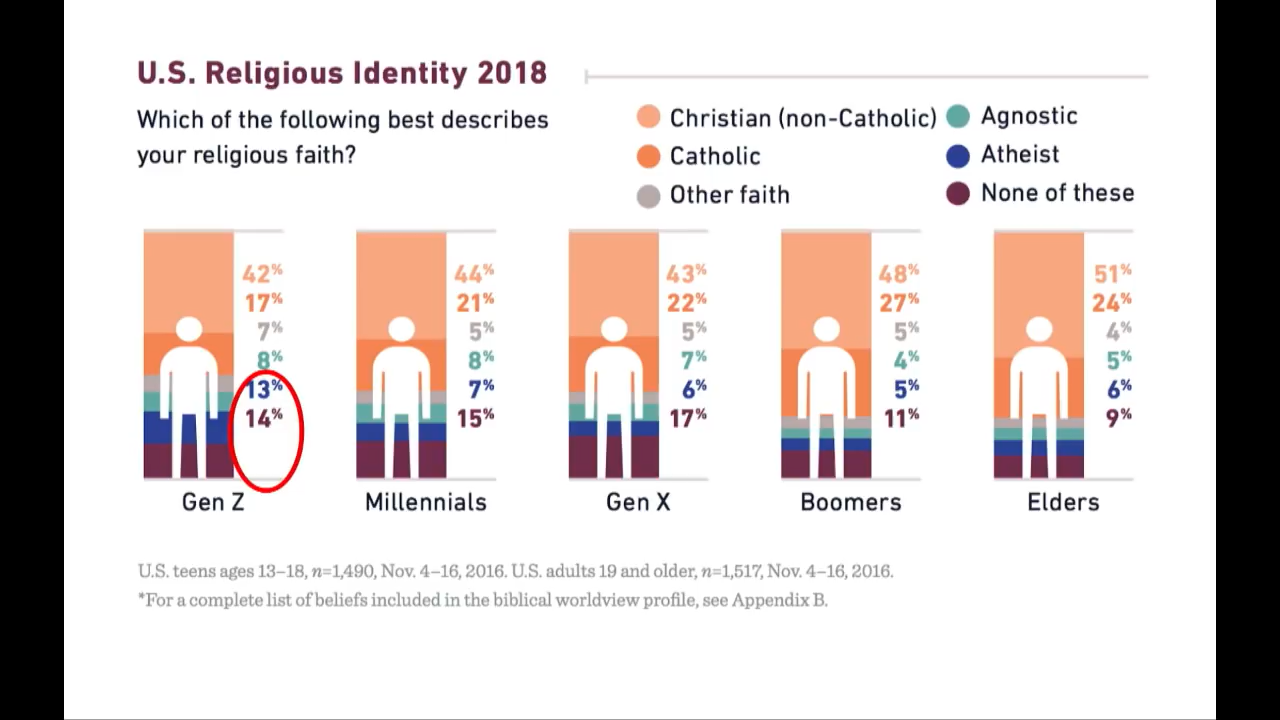 U.S. Religious Identity 2018
Which of the following best describes
your religious faith?
Christian (non-Catholic)
Catholic
Other faith
Agnostic
Atheist
None of these
42%
17%
7%
8%
13%
14%
Gen Z
44%
21%
5%
8%
7%
15%
Millennials
43%
22%
5%
7%
6%
17%
Gen X
48%
27%
5%
4%
5%
11%
Boomers
51%
24%
4%
5%
6%
9%
Elders
U.S. teens ages 13–18, n=1,490, Nov. 4–16, 2016. U.S. adults 19 and older, n=1,517, Nov. 4–16, 2016.
*For a complete list of beliefs included in the biblical worldview profile, see Appendix B.